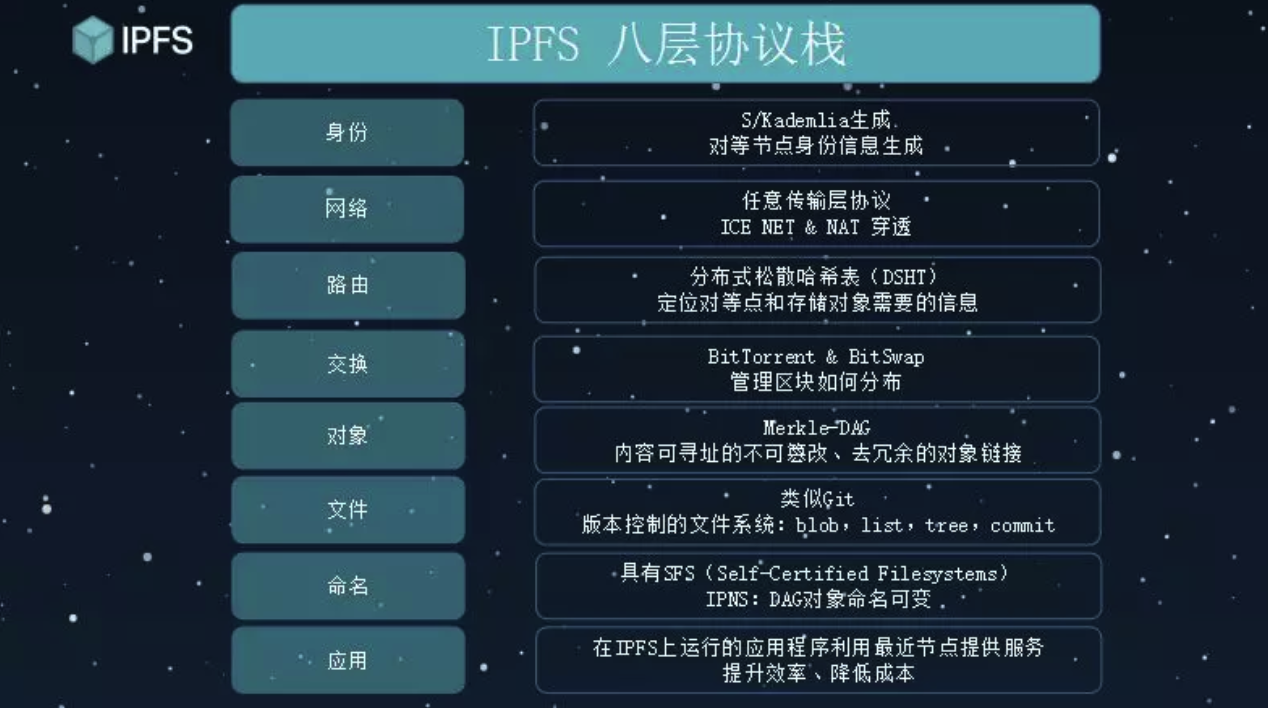 IPFS
IPFS 八层协议栈
身份
S/Kademlia生成
对等节点身份信息生成
网络
任意传输层协议
ICE NET & NAT 穿透
路由
分布式松散哈希表（DSHT）
定位对等点和存储对象需要的信息
交换
BitTorrent & BitSwap
管理区块如何分布
对象
Merkle-DAG
内容可寻址的不可篡改、去冗余的对象链接
文件
类似Git
版本控制的文件系统：blob，list，tree，commit
命名
具有SFS（Self-Certified Filesystems）
IPNS：DAG对象命名可变
应用
在IPFS上运行的应用程序利用最近节点提供服务
提升效率、降低成本